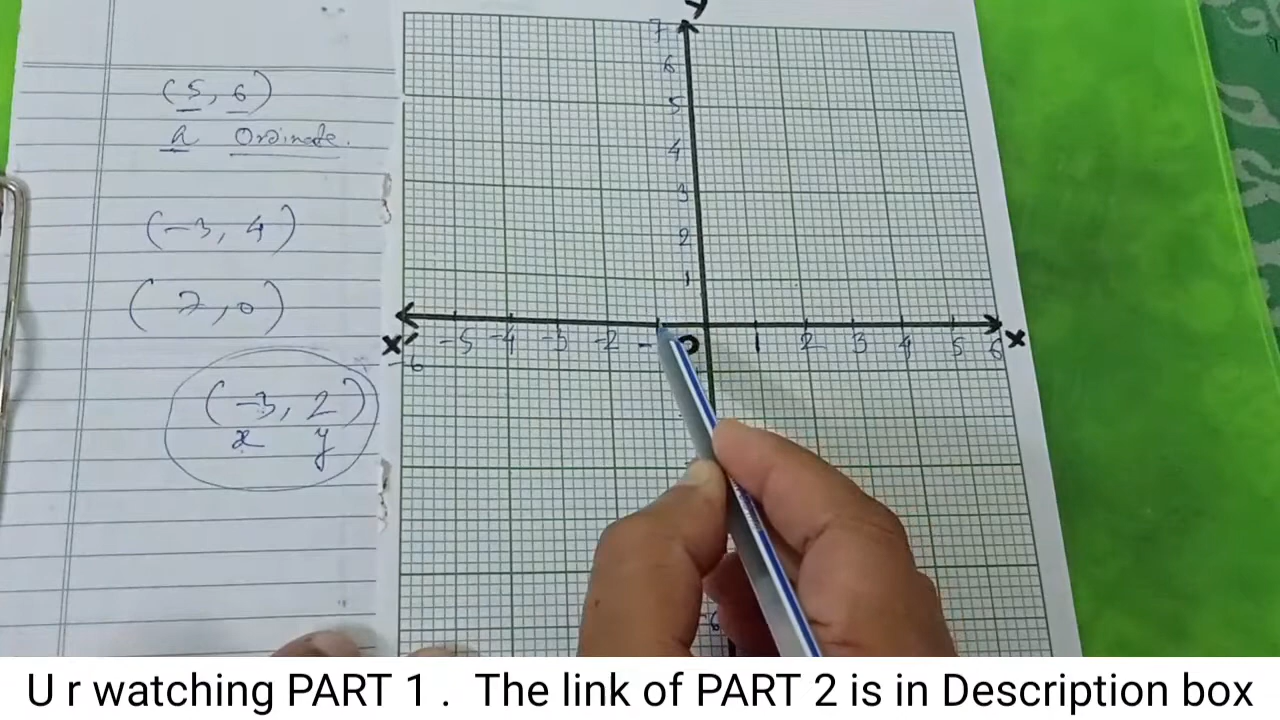 (5, 6)
a Ordinate.
(-3, 4)
(7, 0)
(-3, 2)
x y
Y
7
6
5
4
3
2
1
X' -5 -4 -3 -2 - O 1 2 3 4 5 6 X
-6
-6
U r watching PART 1 . The link of PART 2 is in Description box